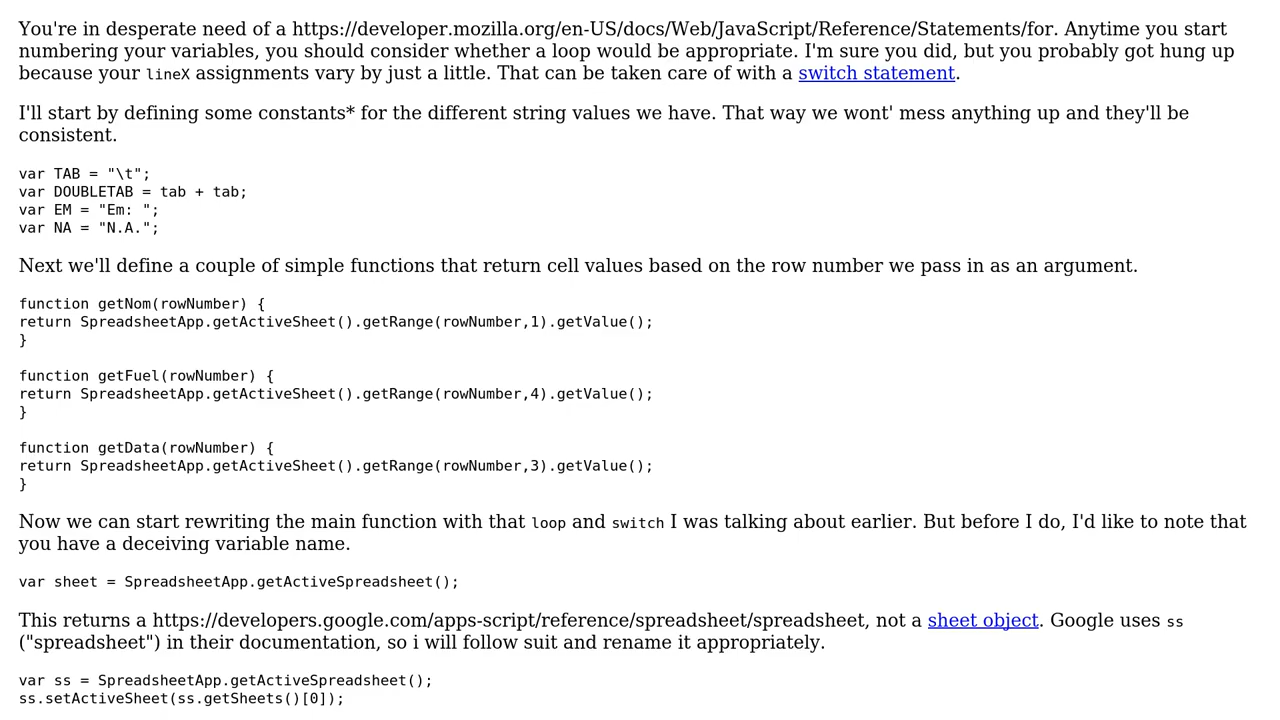 You're in desperate need of a https://developer.mozilla.org/en-US/docs/Web/JavaScript/Reference/Statements/for. Anytime you start
numbering your variables, you should consider whether a loop would be appropriate. I'm sure you did, but you probably got hung up
because your lineX assignments vary by just a little. That can be taken care of with a switch statement.
I'll start by defining some constants* for the different string values we have. That way we wont' mess anything up and they'll be
consistent.
var TAB = "\t";
var DOUBLETAB = tab + tab;
var EM = "Em: ";
var NA = "N.A.";
Next we'll define a couple of simple functions that return cell values based on the row number we pass in as an argument.
function getNom(rowNumber) {
return SpreadsheetApp.getActiveSheet().getRange(rowNumber,1).getValue();
}
function getFuel(rowNumber) {
return SpreadsheetApp.getActiveSheet().getRange(rowNumber,4).getValue();
}
function getData(rowNumber) {
return SpreadsheetApp.getActiveSheet().getRange(rowNumber,3).getValue();
}
Now we can start rewriting the main function with that loop and switch I was talking about earlier. But before I do, I'd like to note that
you have a deceiving variable name.
var sheet = SpreadsheetApp.getActiveSpreadsheet();
This returns a https://developers.google.com/apps-script/reference/spreadsheet/spreadsheet, not a sheet object. Google uses ss
("spreadsheet") in their documentation, so i will follow suit and rename it appropriately.
var ss = SpreadsheetApp.getActiveSpreadsheet();
ss.setActiveSheet(ss.getSheets()[0]);